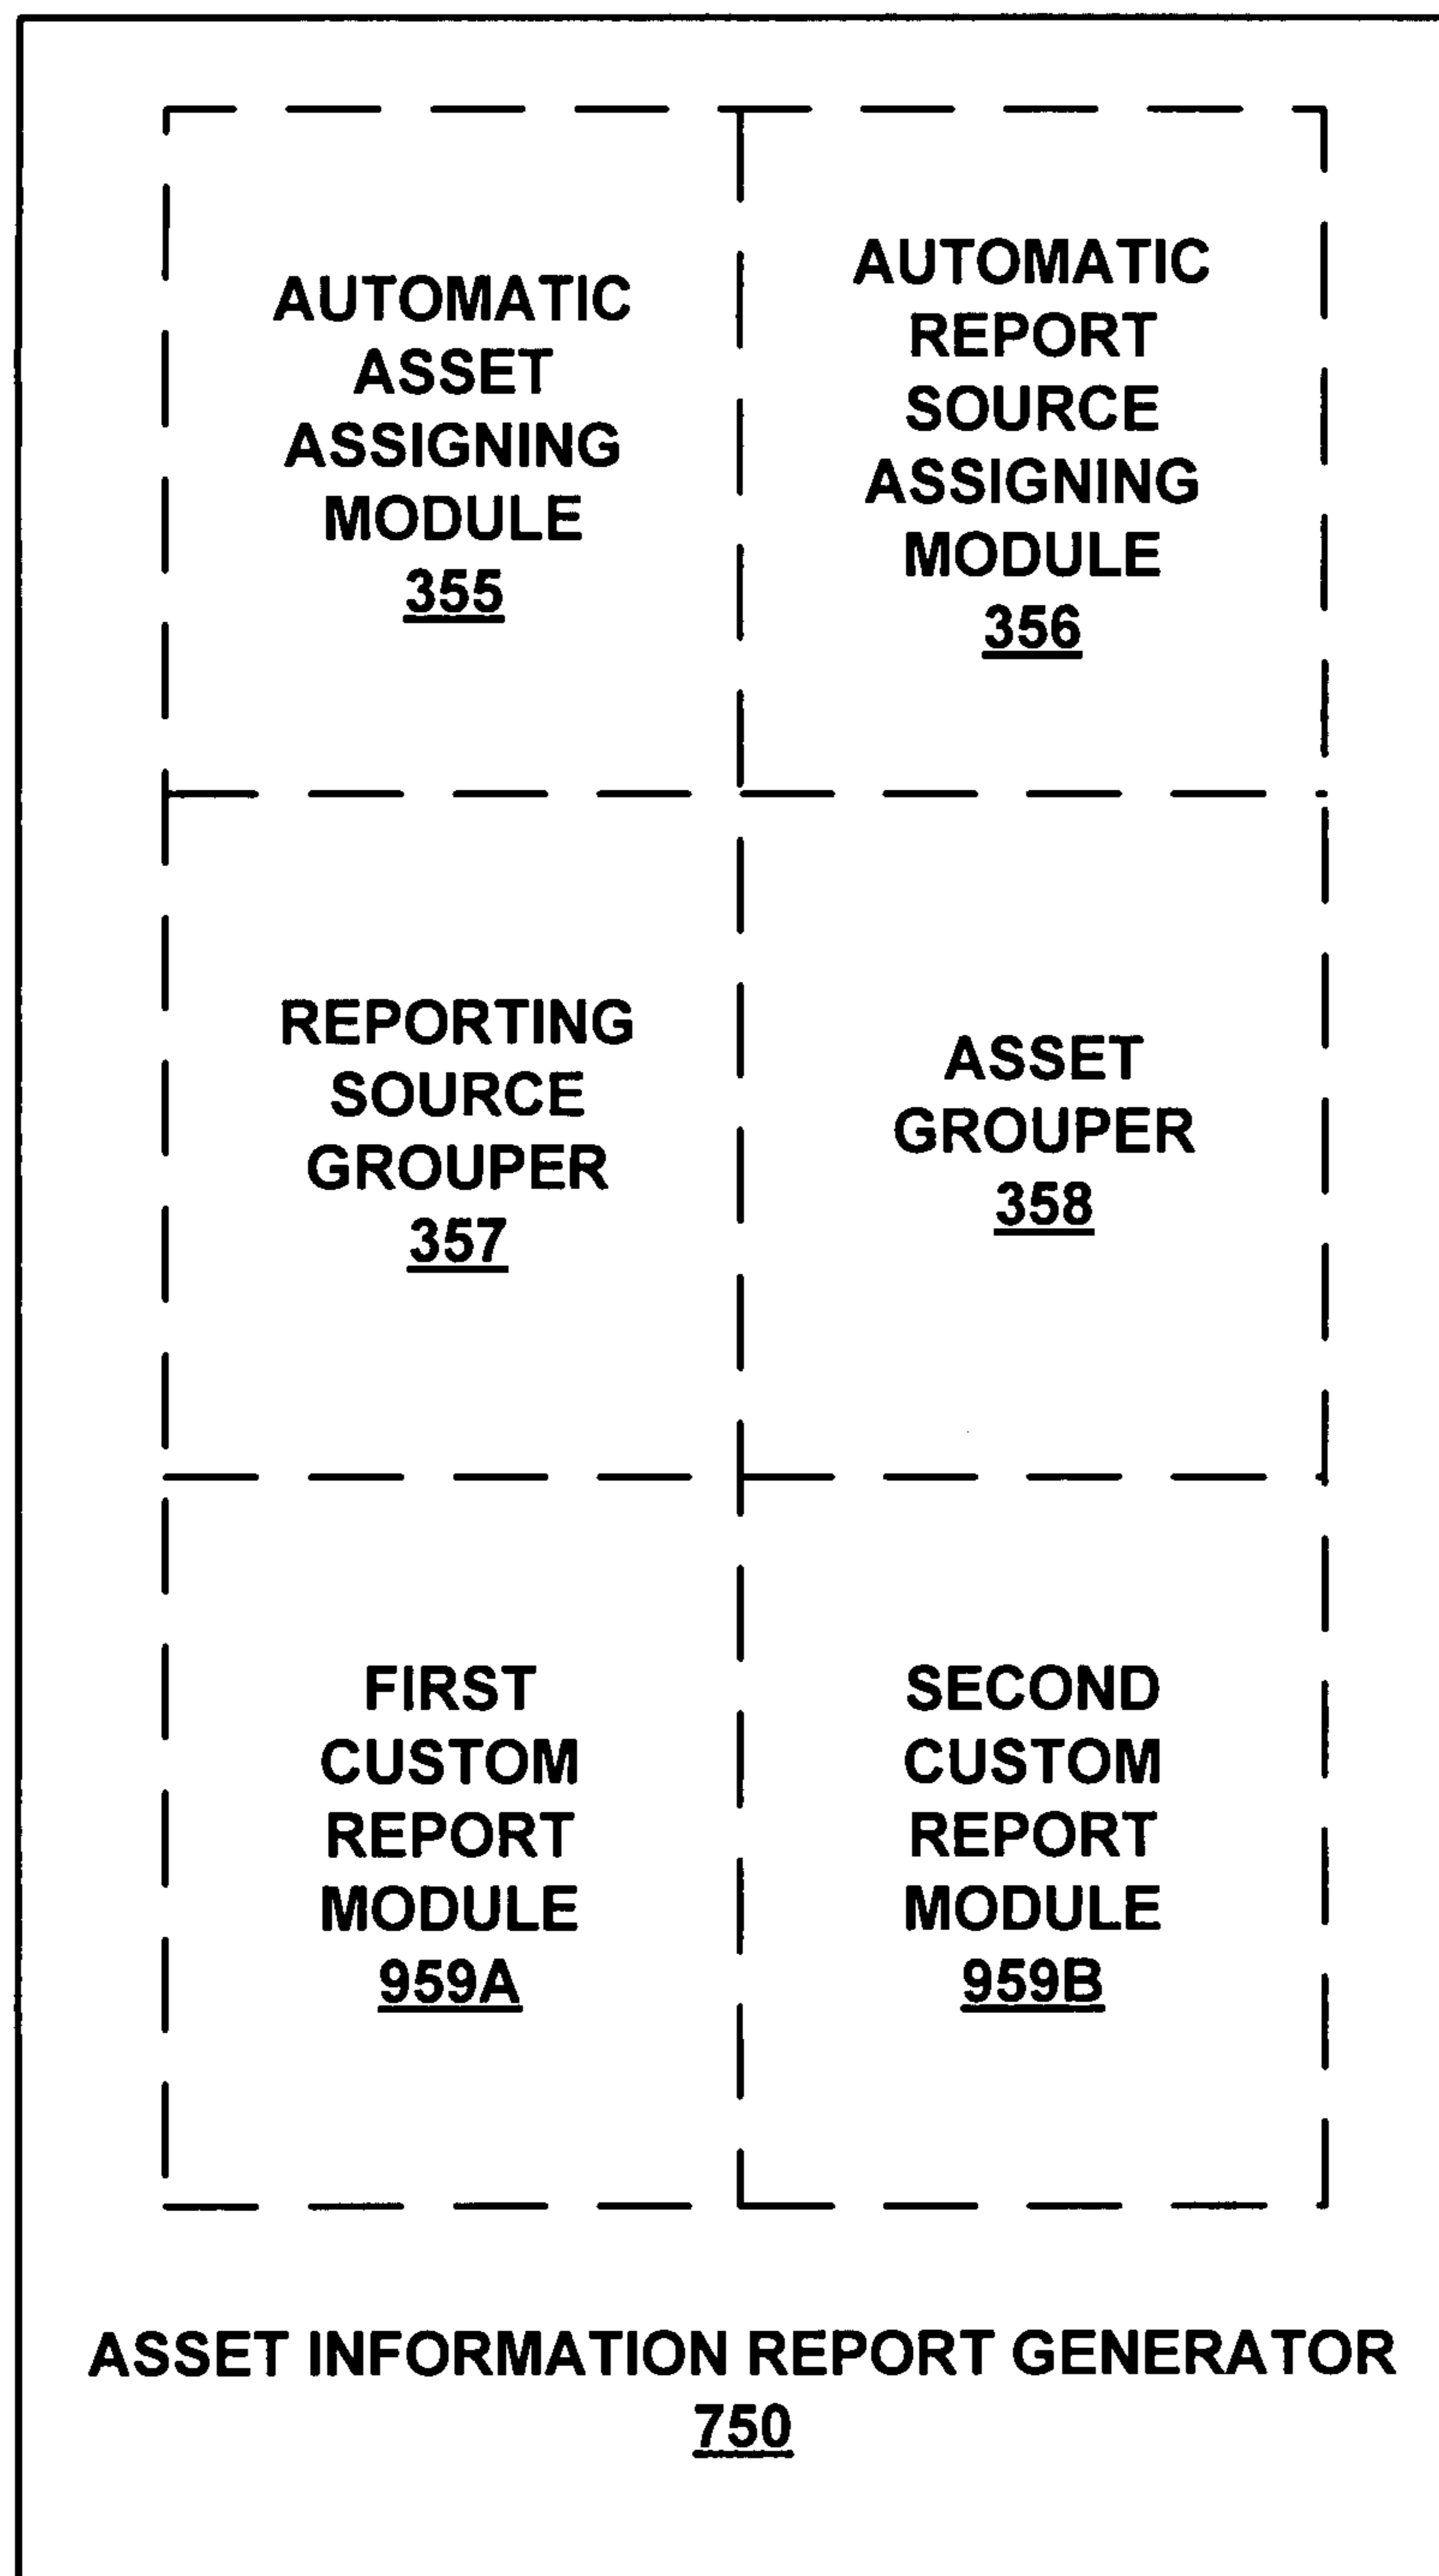 AUTOMATIC
ASSET
ASSIGNING
MODULE
355
AUTOMATIC
REPORT
SOURCE
ASSIGNING
MODULE
356
REPORTING
SOURCE
GROUPER
357
ASSET
GROUPER
358
FIRST
CUSTOM
REPORT
MODULE
959A
SECOND
CUSTOM
REPORT
MODULE
959B
ASSET INFORMATION REPORT GENERATOR
750